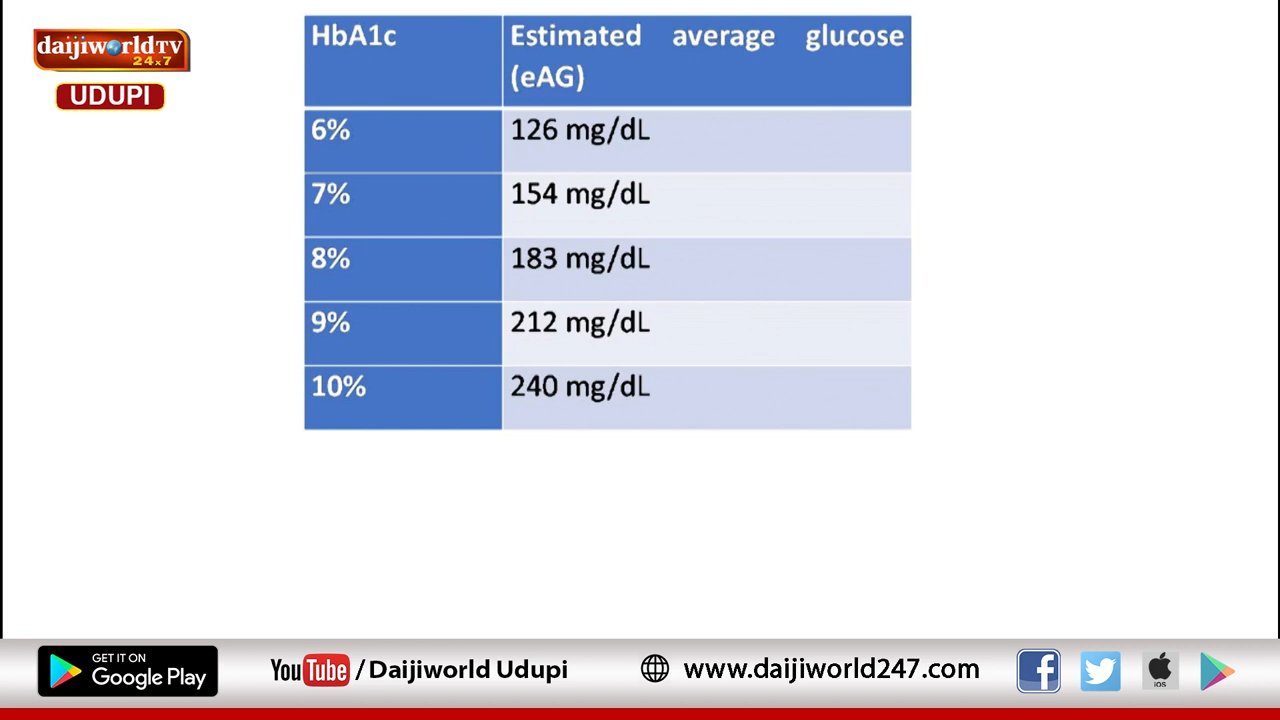 daijiworldTV
24x7
UDUPI
HbA1c
Estimated average glucose
(eAG)
6%
126 mg/dL
7%
154 mg/dL
8%
183 mg/dL
9%
212 mg/dL
10%
240 mg/dL
GET IT ON
Google Play
YouTube / Daijiworld Udupi
www.daijiworld247.com
f
iOS